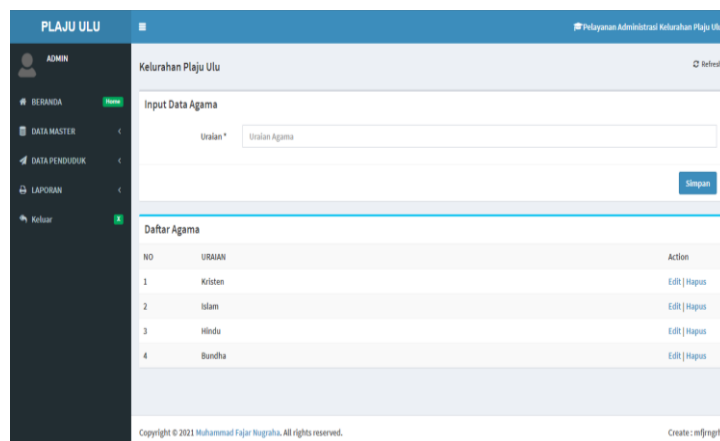 PLAJU ULU
Pelayanan Administrasi Kelurahan Plaju Ulu
ADMIN
BERANDA Home
DATA MASTER
DATA PENDUDUK
LAPORAN
Keluar X
Kelurahan Plaju Ulu
Refresh
Input Data Agama
Uraian * Uraian Agama
Simpan
Daftar Agama
NO URAIAN Action
1 Kristen Edit | Hapus
2 Islam Edit | Hapus
3 Hindu Edit | Hapus
4 Bundha Edit | Hapus
Copyright © 2021 Muhammad Fajar Nugraha. All rights reserved.
Create :